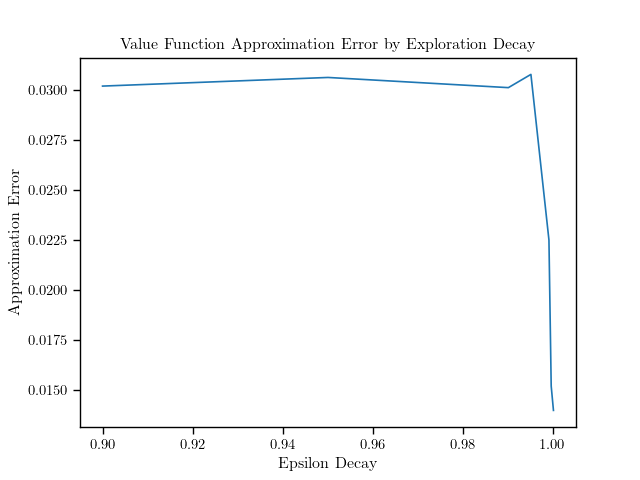 Value Function Approximation Error by Exploration Decay
0.0300
0.0275
0.0250
0.0225
0.0200
0.0175
0.0150
Approximation Error
0.90 0.92 0.94 0.96 0.98 1.00
Epsilon Decay